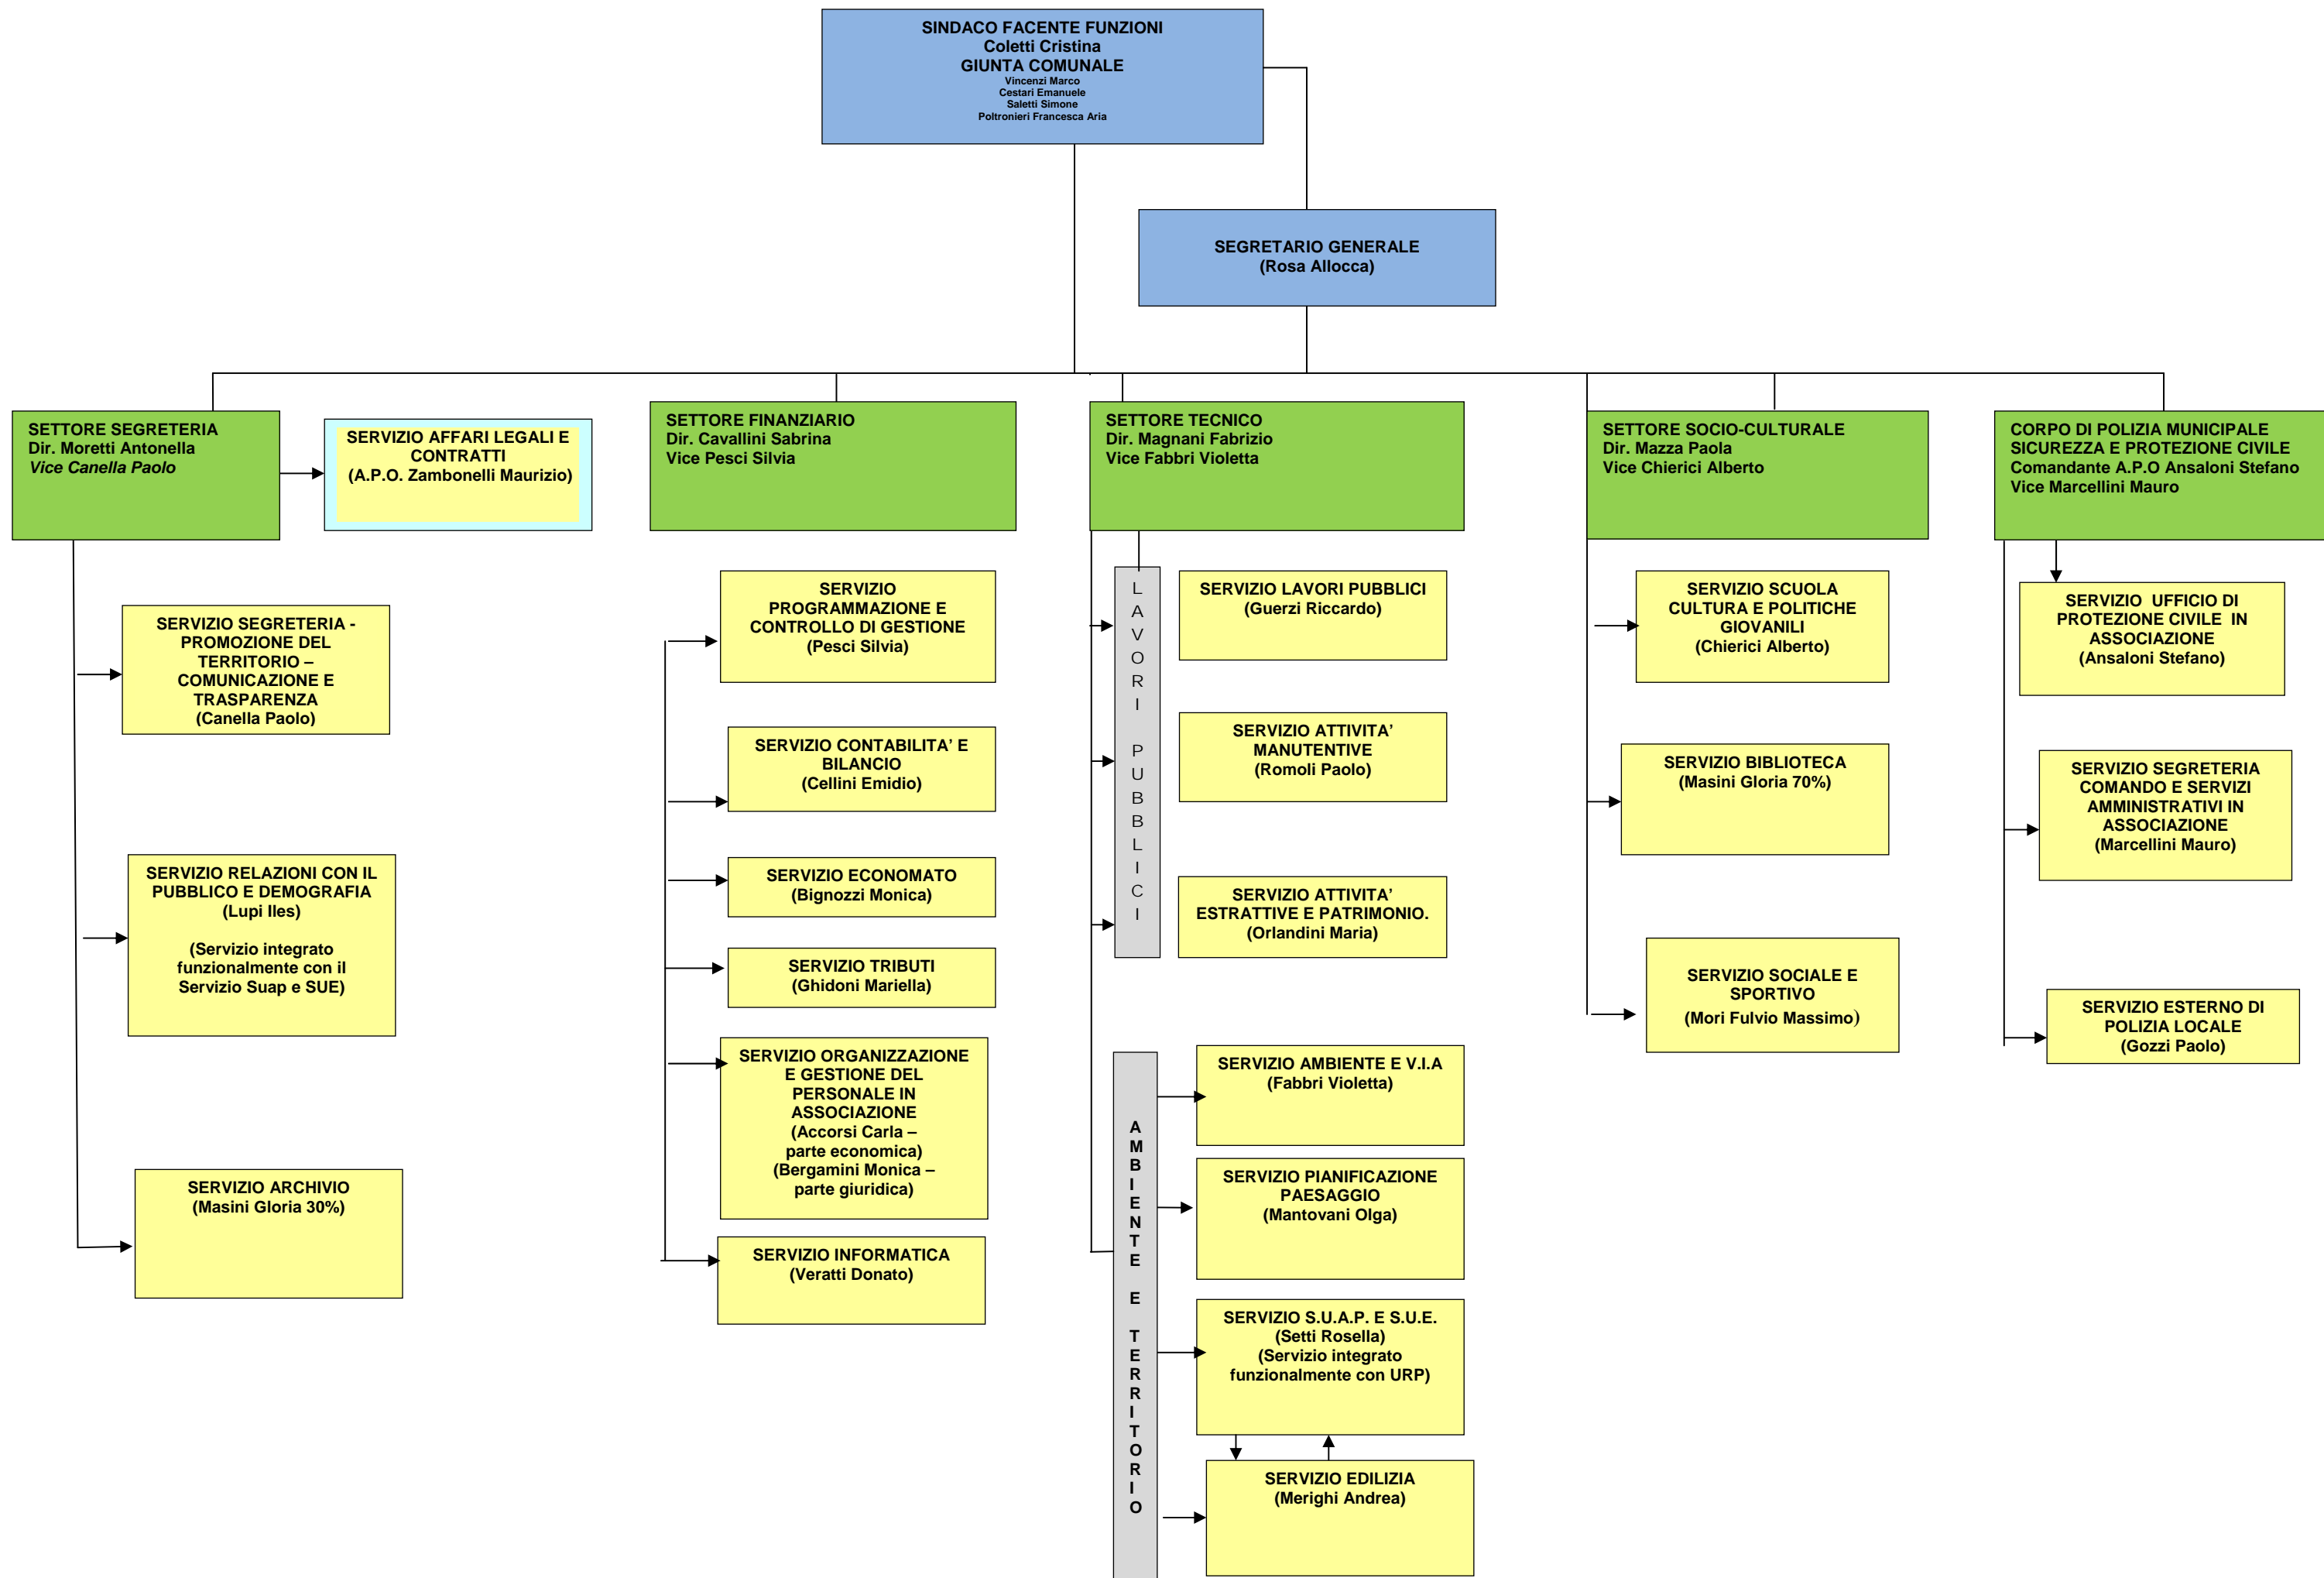 SINDACO FACENTE FUNZIONI
Coletti Cristina
GIUNTA COMUNALE
Vincenzi Marco
Cestari Emanuele
Saletti Simone
Poltronieri Francesca Aria
SEGRETARIO GENERALE
(Rosa Allocca)
SETTORE SEGRETERIA
Dir. Moretti Antonella
Vice Canella Paolo
SERVIZIO AFFARI LEGALI E
CONTRATTI
(A.P.O. Zambonelli Maurizio)
SETTORE FINANZIARIO
Dir. Cavallini Sabrina
Vice Pesci Silvia
SETTORE TECNICO
Dir. Magnani Fabrizio
Vice Fabbri Violetta
SETTORE SOCIO-CULTURALE
Dir. Mazza Paola
Vice Chierici Alberto
CORPO DI POLIZIA MUNICIPALE
SICUREZZA E PROTEZIONE CIVILE
Comandante A.P.O Ansaloni Stefano
Vice Marcellini Mauro
SERVIZIO SEGRETERIA -
PROMOZIONE DEL
TERRITORIO –
COMUNICAZIONE E
TRASPARENZA
(Canella Paolo)
SERVIZIO RELAZIONI CON IL
PUBBLICO E DEMOGRAFIA
(Lupi Iles)
(Servizio integrato
funzionalmente con il
Servizio Suap e SUE)
SERVIZIO ARCHIVIO
(Masini Gloria 30%)
SERVIZIO
PROGRAMMAZIONE E
CONTROLLO DI GESTIONE
(Pesci Silvia)
SERVIZIO CONTABILITA’ E
BILANCIO
(Cellini Emidio)
SERVIZIO ECONOMATO
(Bignozzi Monica)
SERVIZIO TRIBUTI
(Ghidoni Mariella)
SERVIZIO ORGANIZZAZIONE
E GESTIONE DEL
PERSONALE IN
ASSOCIAZIONE
(Accorsi Carla –
parte economica)
(Bergamini Monica –
parte giuridica)
SERVIZIO INFORMATICA
(Veratti Donato)
LAVORI PUBBLICI
SERVIZIO LAVORI PUBBLICI
(Guerzi Riccardo)
SERVIZIO ATTIVITA’
MANUTENTIVE
(Romoli Paolo)
SERVIZIO ATTIVITA’
ESTRATTIVE E PATRIMONIO.
(Orlandini Maria)
AMBIENTE E TERRITORIO
SERVIZIO AMBIENTE E V.I.A
(Fabbri Violetta)
SERVIZIO PIANIFICAZIONE
PAESAGGIO
(Mantovani Olga)
SERVIZIO S.U.A.P. E S.U.E.
(Setti Rosella)
(Servizio integrato
funzionalmente con URP)
SERVIZIO EDILIZIA
(Merighi Andrea)
SERVIZIO SCUOLA
CULTURA E POLITICHE
GIOVANILI
(Chierici Alberto)
SERVIZIO BIBLIOTECA
(Masini Gloria 70%)
SERVIZIO SOCIALE E
SPORTIVO
(Mori Fulvio Massimo)
SERVIZIO UFFICIO DI
PROTEZIONE CIVILE IN
ASSOCIAZIONE
(Ansaloni Stefano)
SERVIZIO SEGRETERIA
COMANDO E SERVIZI
AMMINISTRATIVI IN
ASSOCIAZIONE
(Marcellini Mauro)
SERVIZIO ESTERNO DI
POLIZIA LOCALE
(Gozzi Paolo)